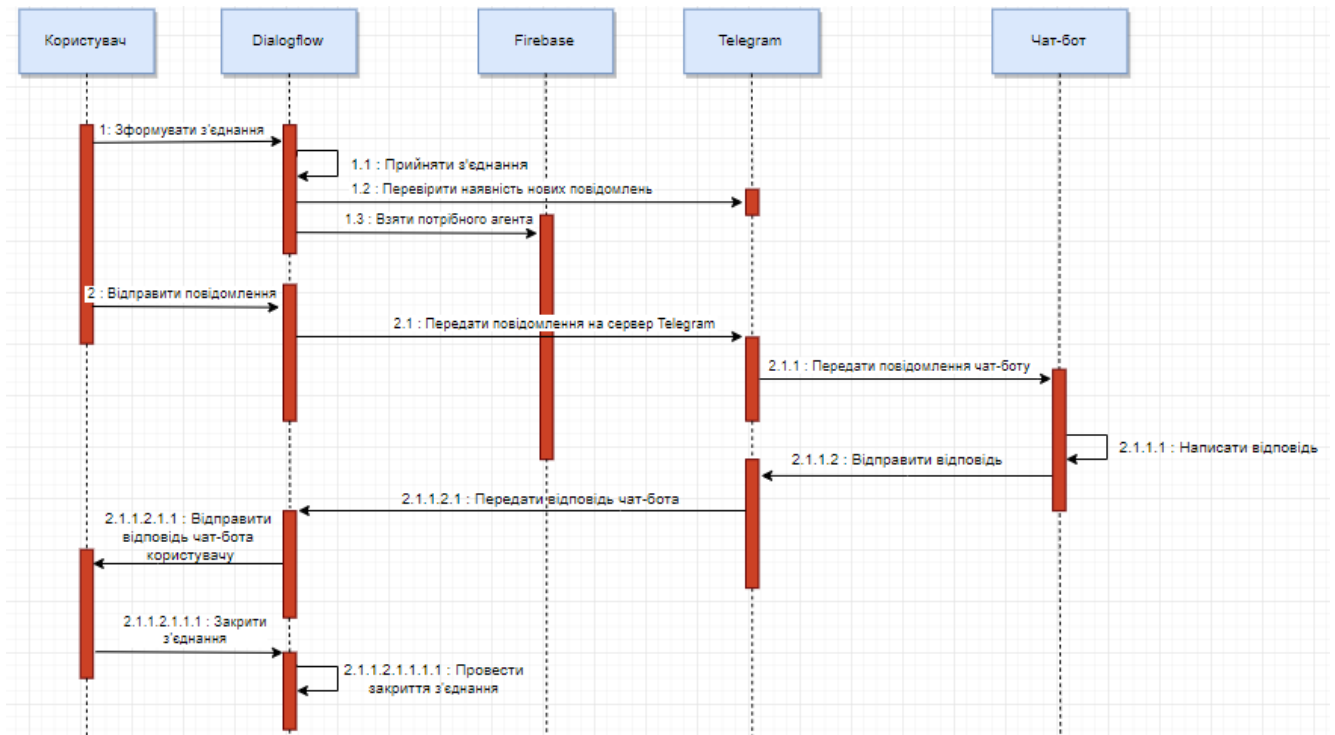 Користувач
Dialogflow
Firebase
Telegram
Чат-бот
1: Зформувати з'єднання
1.1 : Прийняти з'єднання
1.2 : Перевірити наявність нових повідомлень
1.3 : Взяти потрібного агента
2 : Відправити повідомлення
2.1 : Передати повідомлення на сервер Telegram
2.1.1 : Передати повідомлення чат-боту
2.1.1.1 : Написати відповідь
2.1.1.2 : Відправити відповідь
2.1.1.2.1 : Передати відповідь чат-бота
2.1.1.2.1.1 : Відправити
відповідь чат-бота
користувачу
2.1.1.2.1.1.1 : Закрити
з'єднання
2.1.1.2.1.1.1.1 : Провести
закриття з'єднання